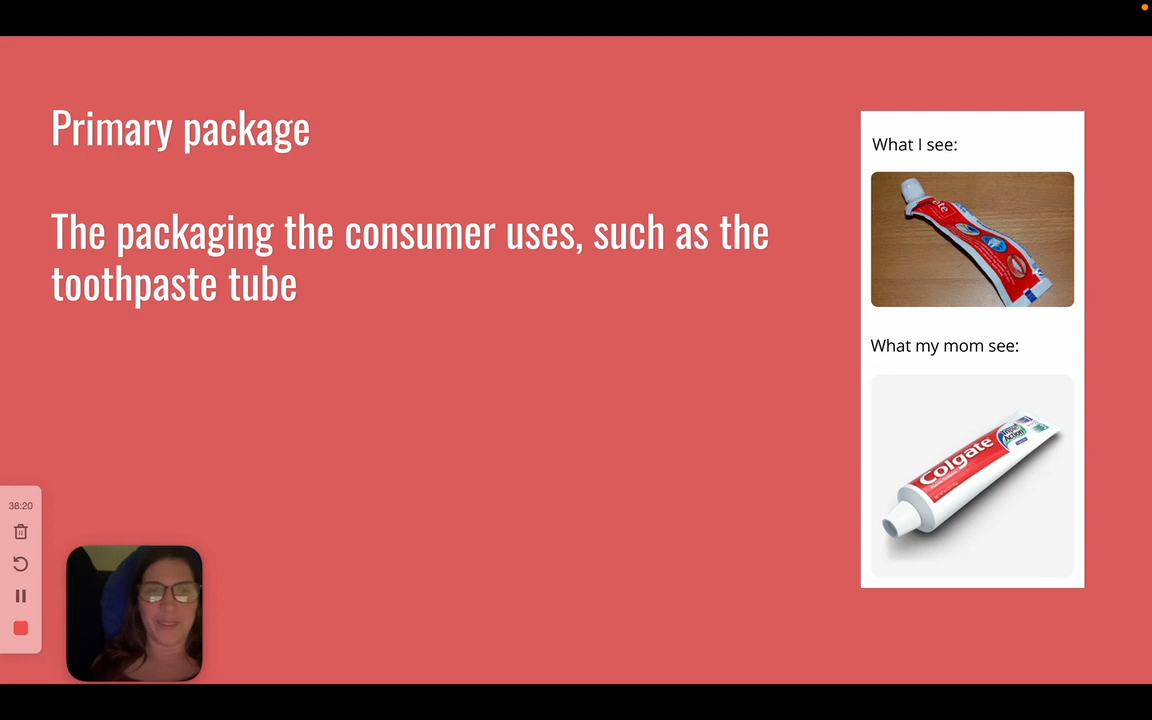 Primary package
The packaging the consumer uses, such as the
toothpaste tube
What I see:
What my mom see:
Colgate
38:20